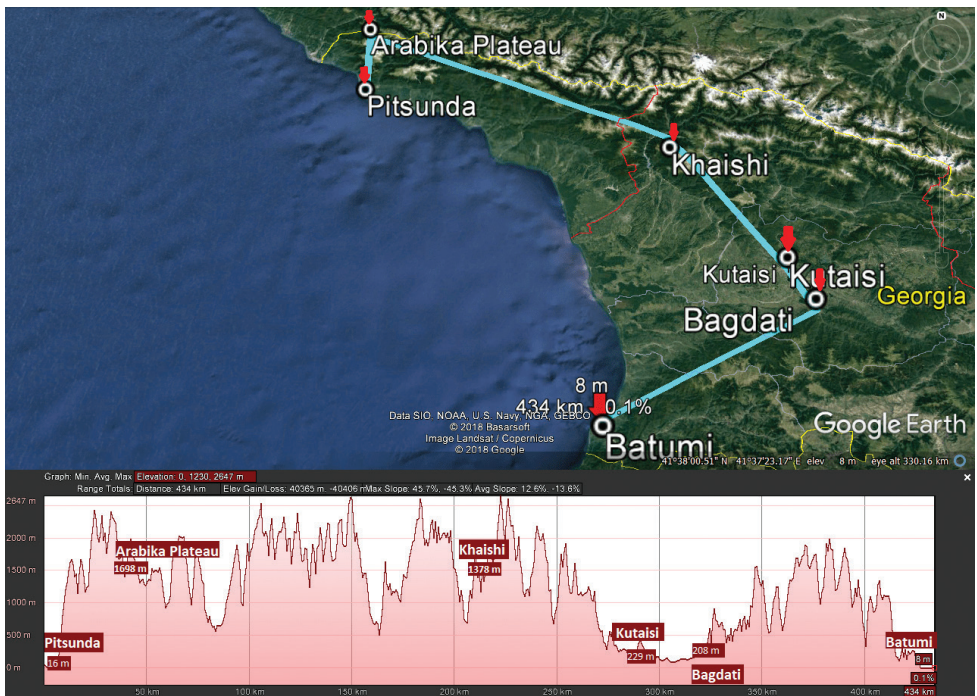 N
Arabika Plateau
Pitsunda
Khaishi
Kutaisi
Kutaisi
Georgia
Bagdati
8 m
434 km 0.1%
Batumi
Data SIO, NOAA, U.S. Navy, NGA, GEBCO
© 2018 Basarsoft
Image Landsat / Copernicus
© 2018 Google
Google Earth
41°38'00.51" N 41°37'23.17" E elev 8 m eye alt 330.16 km
Graph: Min, Avg, Max Elevation: 0, 1230, 2647 m
Range Totals: Distance: 434 km Elev Gain/Loss: 40365 m, -40406 m Max Slope: 45.7%, -45.3% Avg Slope: 12.6%, -13.6%
2647 m
2000 m
1500 m
1000 m
500 m
0 m
Arabika Plateau
1698 m
Khaishi
1378 m
Pitsunda
16 m
Kutaisi
229 m
208 m
Bagdati
Batumi
8 m
0.1%
50 km
100 km
150 km
200 km
250 km
300 km
350 km
400 km
434 km